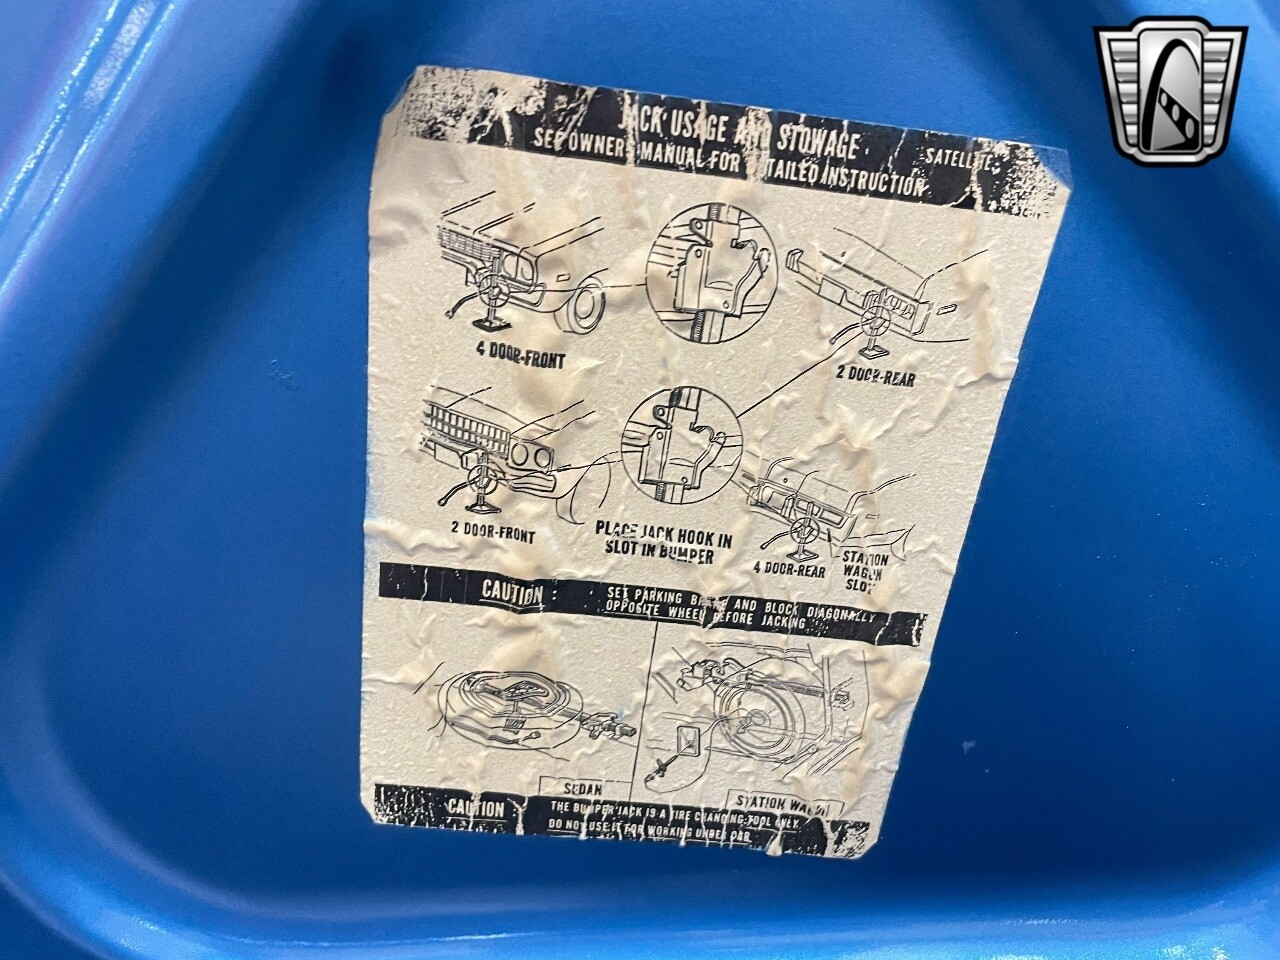 JACK USAGE AND STOWAGE
SEE OWNERS MANUAL FOR DETAILED INSTRUCTION
SATELLITE
4 DOOR-FRONT
2 DOOR-REAR
2 DOOR-FRONT
PLACE JACK HOOK IN
SLOT IN BUMPER
4 DOOR-REAR
STATION
WAGON
SLOT
CAUTION :
SET PARKING BRAKE AND BLOCK DIAGONALLY
OPPOSITE WHEEL BEFORE JACKING
SEDAN
STATION WAGON
CAUTION
THE BUMPER JACK IS A TIRE CHANGING TOOL ONLY
DO NOT USE IT FOR WORKING UNDER CAR